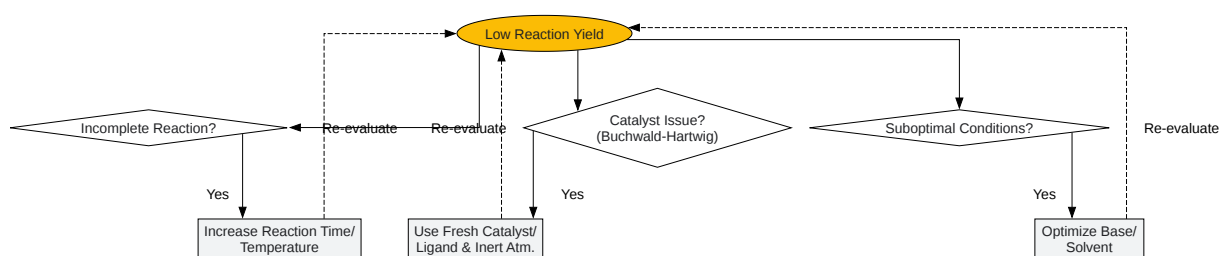 Low Reaction Yield
Incomplete Reaction?
Re-evaluate
Re-evaluate
Catalyst Issue?
(Buchwald-Hartwig)
Suboptimal Conditions?
Re-evaluate
Yes
Yes
Yes
Increase Reaction Time/
Temperature
Use Fresh Catalyst/
Ligand & Inert Atm.
Optimize Base/
Solvent